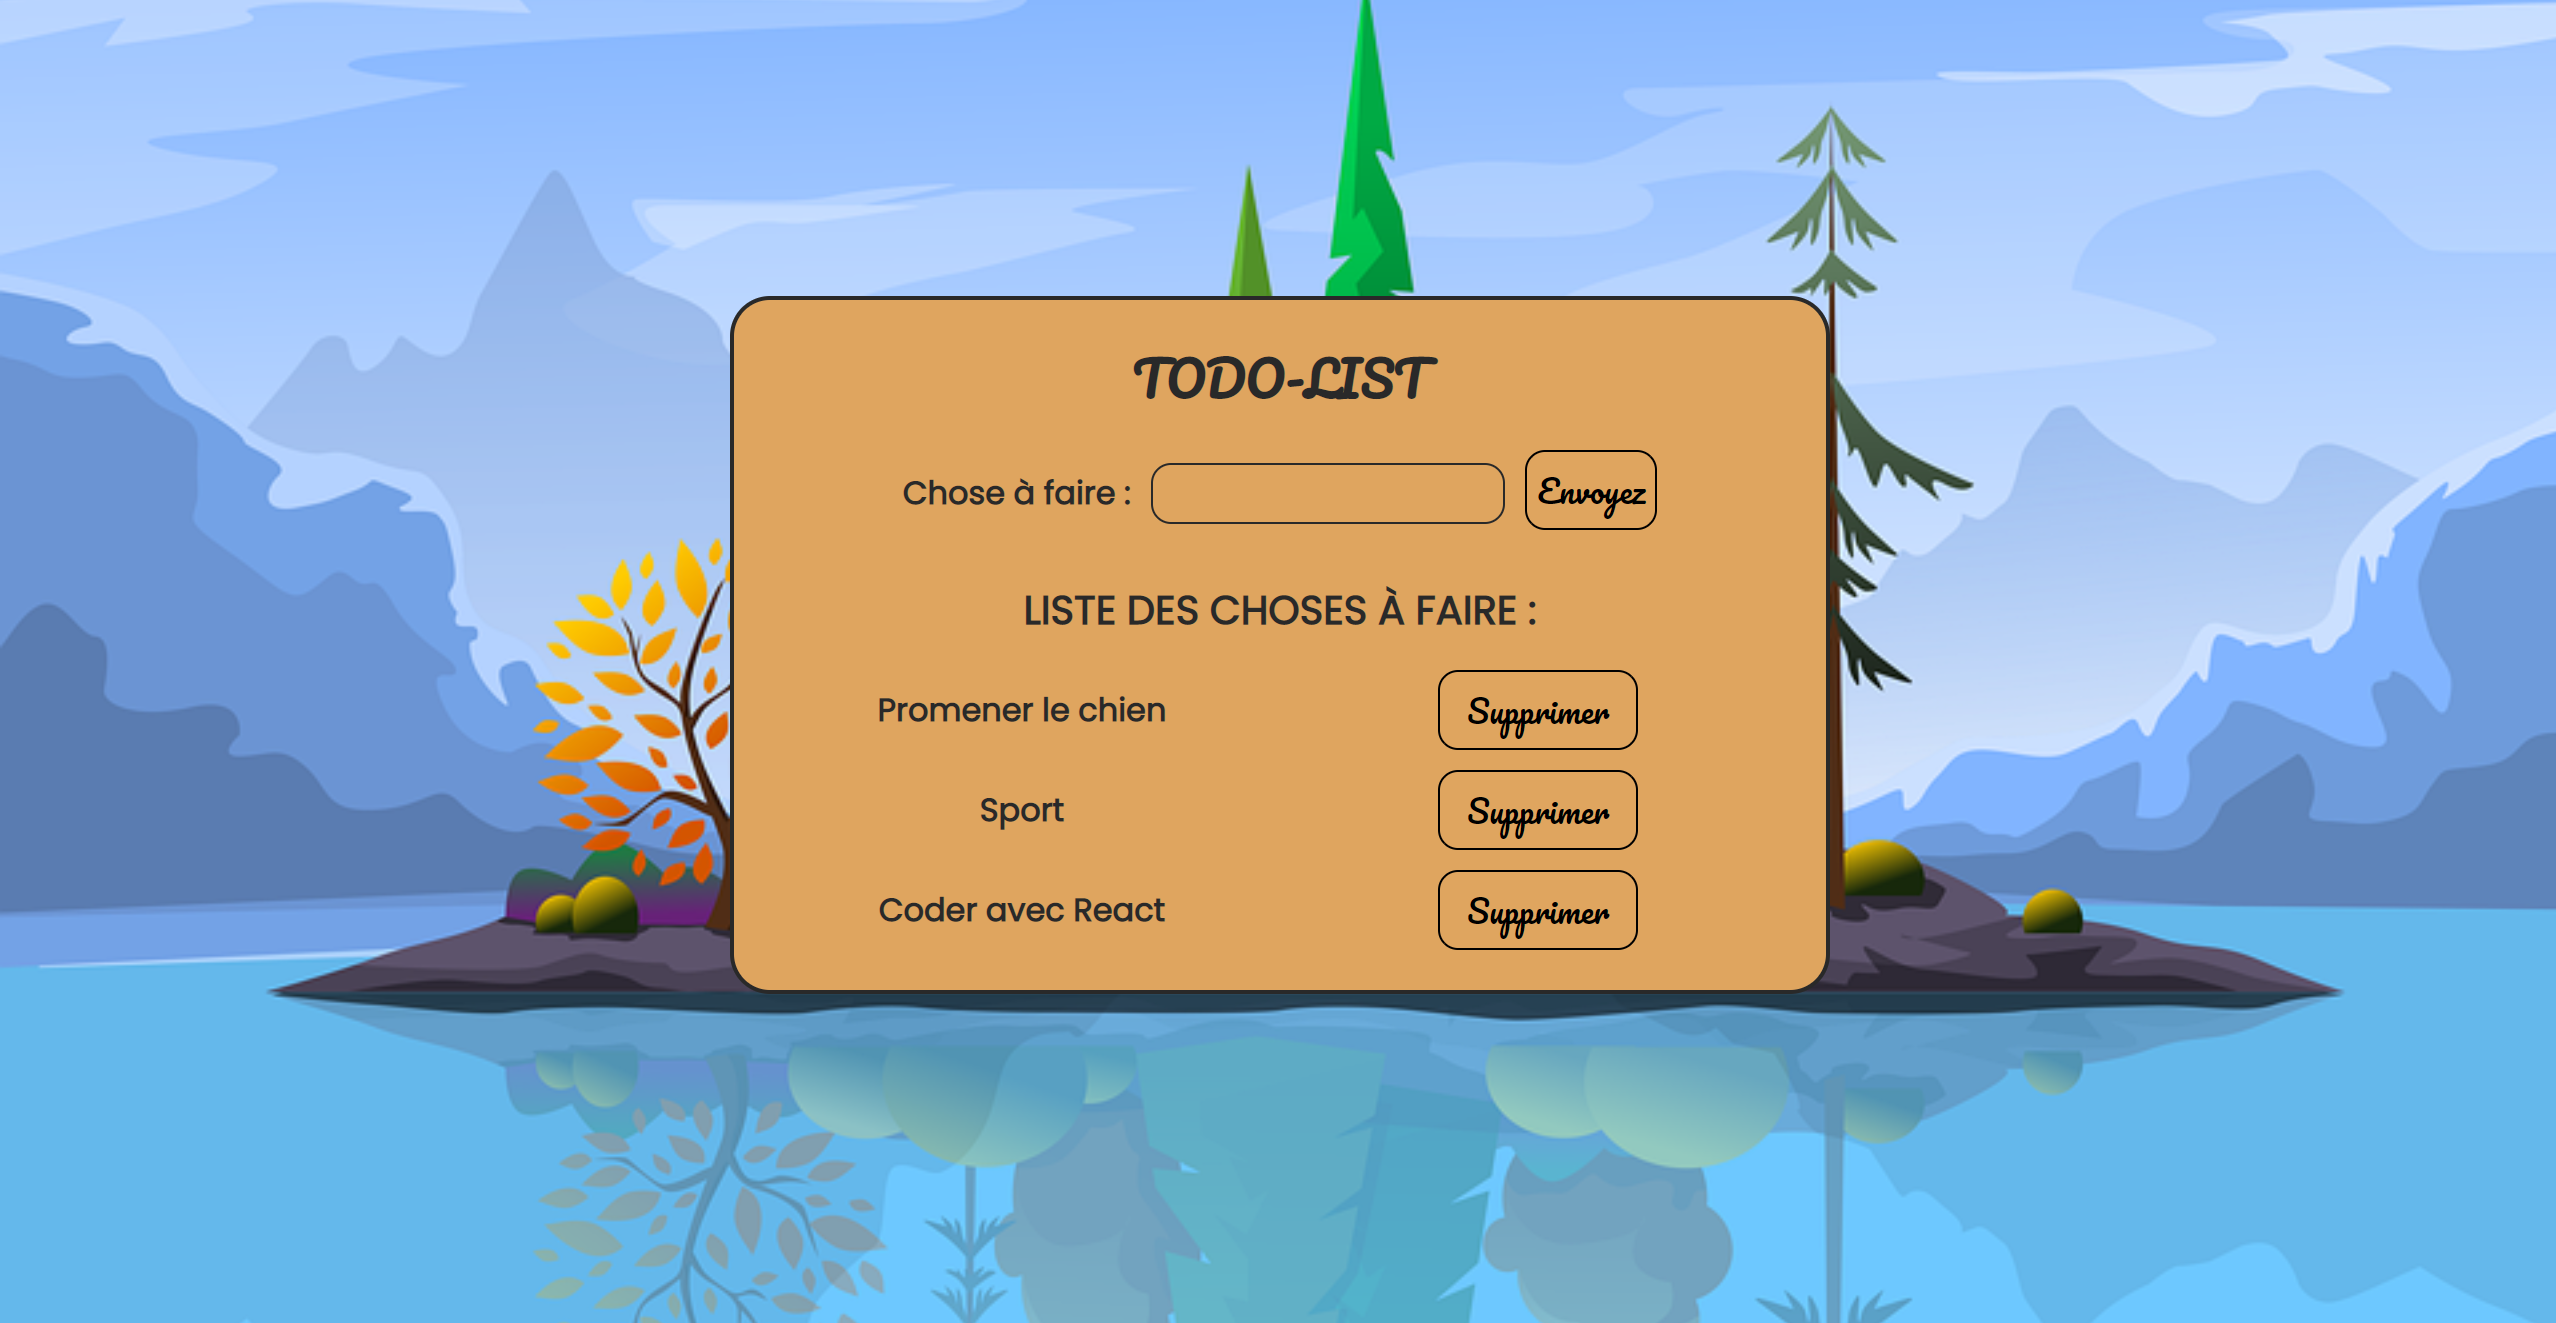 TODO-LIST
Chose à faire : Envoyez
LISTE DES CHOSES À FAIRE :
Promener le chien Supprimer
Sport Supprimer
Coder avec React Supprimer